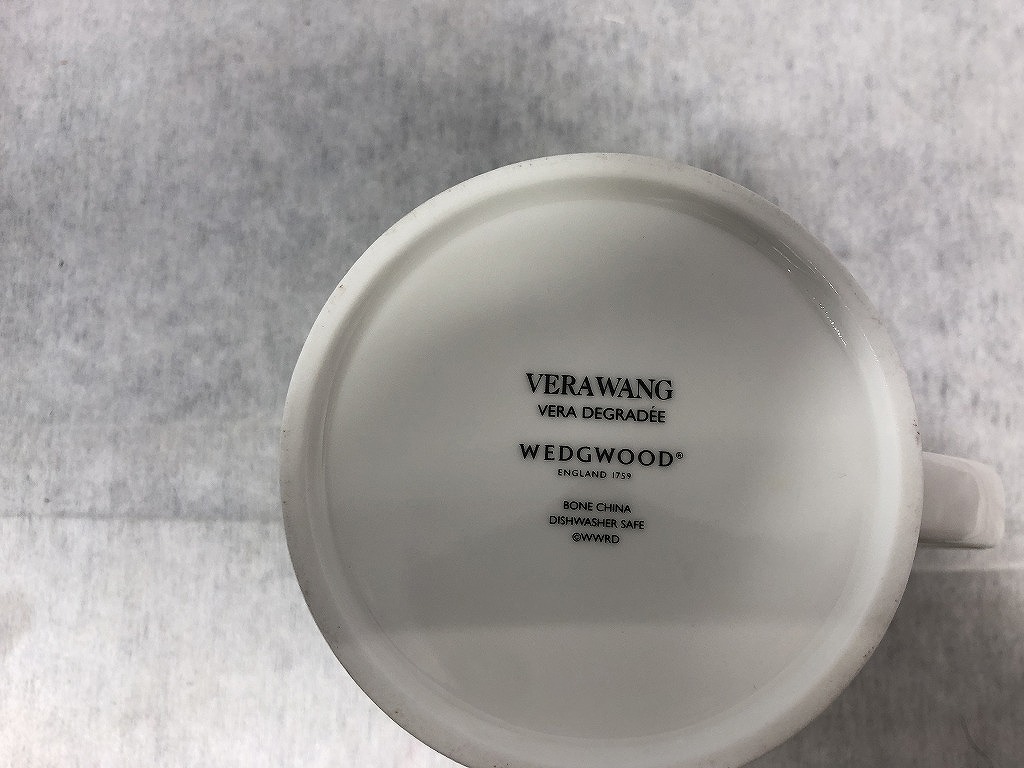 VERAWANG
VERA DEGRADÉE
WEDGWOOD®
ENGLAND 1759
BONE CHINA
DISHWASHER SAFE
©WWRD